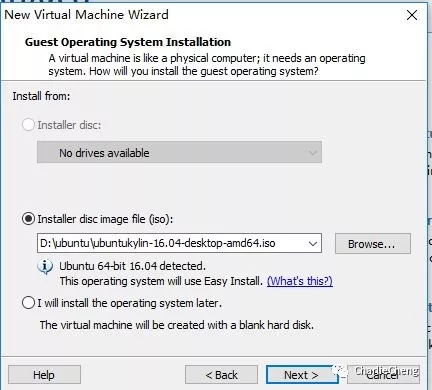 New Virtual Machine Wizard
Guest Operating System Installation
A virtual machine is like a physical computer; it needs an operating
system. How will you install the guest operating system?
Install from:
Installer disc:
No drives available
Installer disc image file (iso):
D:\ubuntu\ubuntukylin-16.04-desktop-amd64.iso
Browse...
Ubuntu 64-bit 16.04 detected.
This operating system will use Easy Install. (What's this?)
I will install the operating system later.
The virtual machine will be created with a blank hard disk.
Help
< Back
Next >
Cancel
CharlieCheng